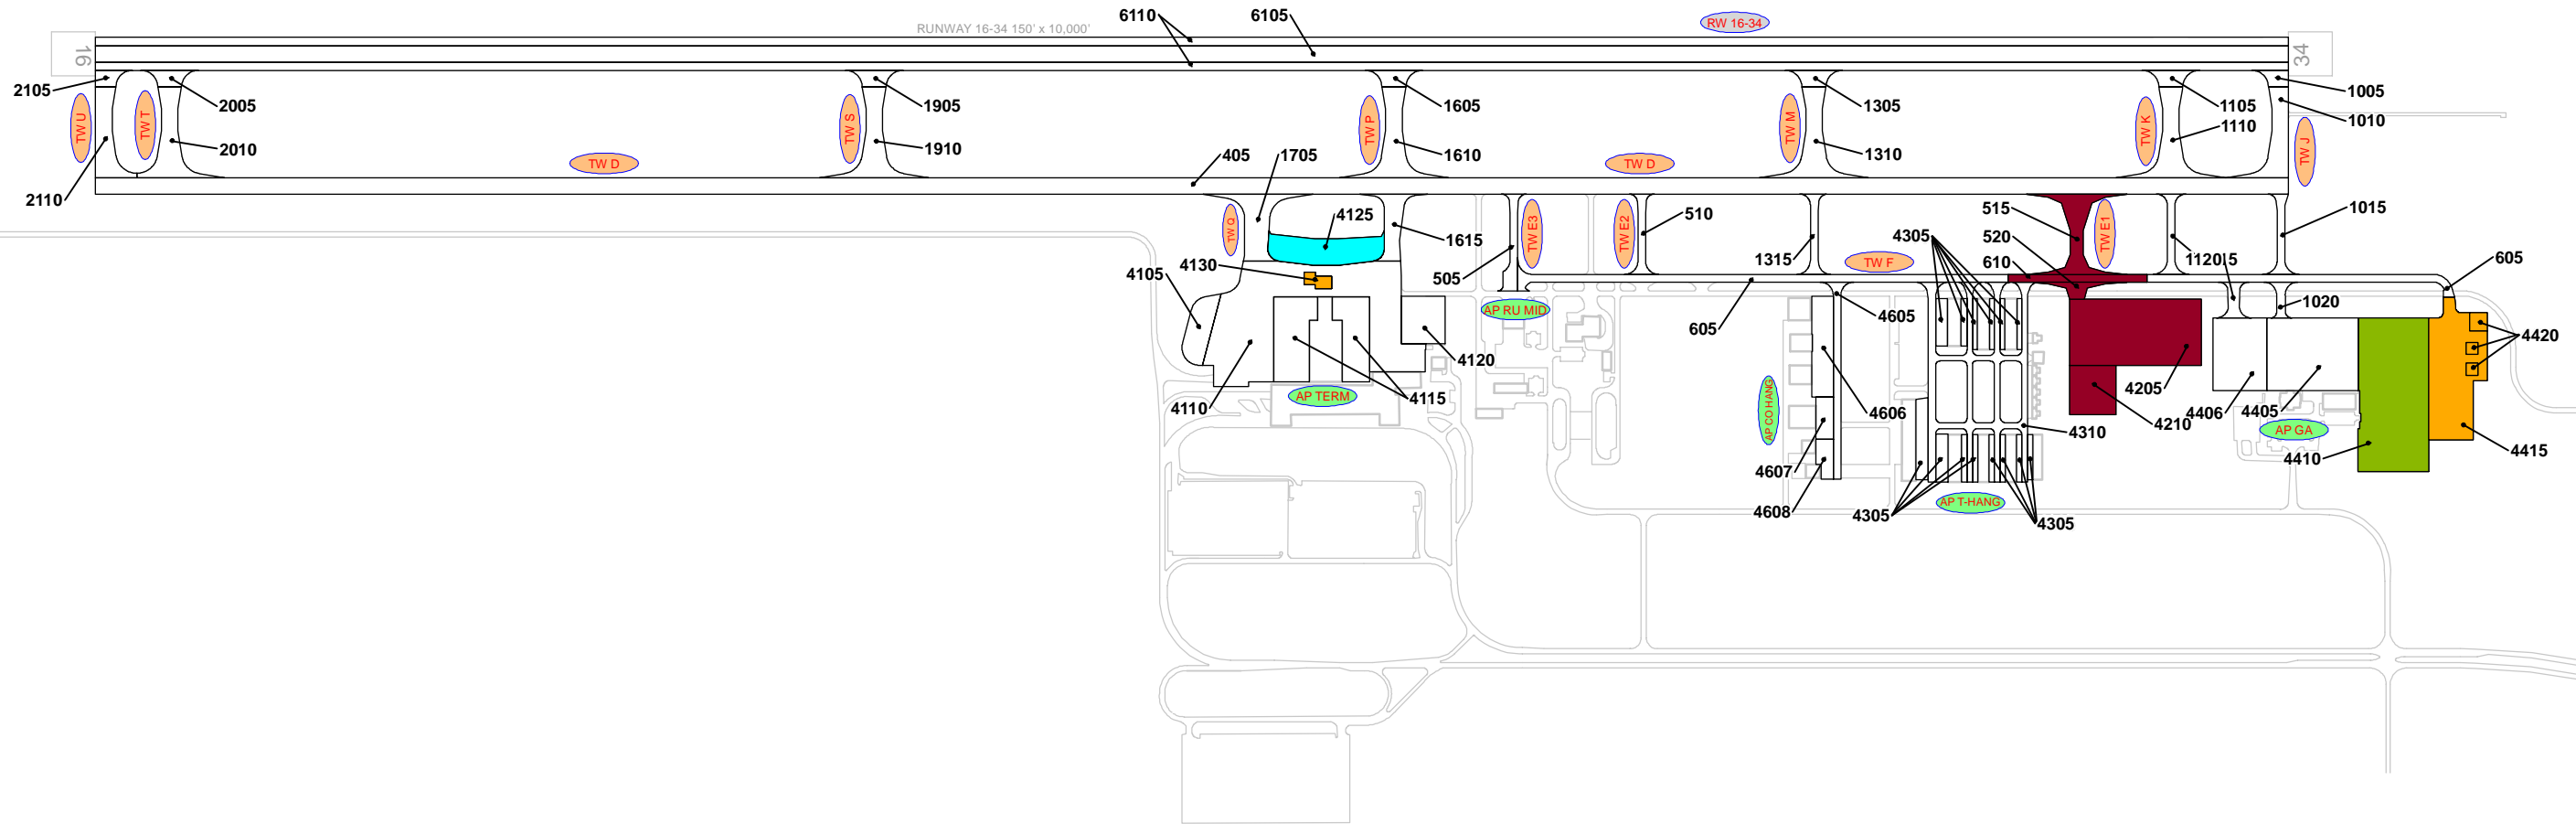 6110
6105
RW 16-34
RUNWAY 16-34 150' x 10,000'
16
34
2105
2005
1905
1605
1305
1105
1005
TW U
TW T
TW S
TW P
TW M
TW K
TW J
1010
1110
2010
1910
1610
1310
TW D
TW D
405
1705
2110
TW Q
4125
1615
TW E3
TW E2
510
515
TW E1
1015
4305
520
1315
TW F
610
112015
605
4105
4130
505
AP RU MID
605
4605
1020
4120
4420
4110
AP TERM
4115
AP CO HANG
4606
4205
4210
4406
4405
4310
AP GA
4410
4415
4607
4608
4305
AP T-HANG
4305